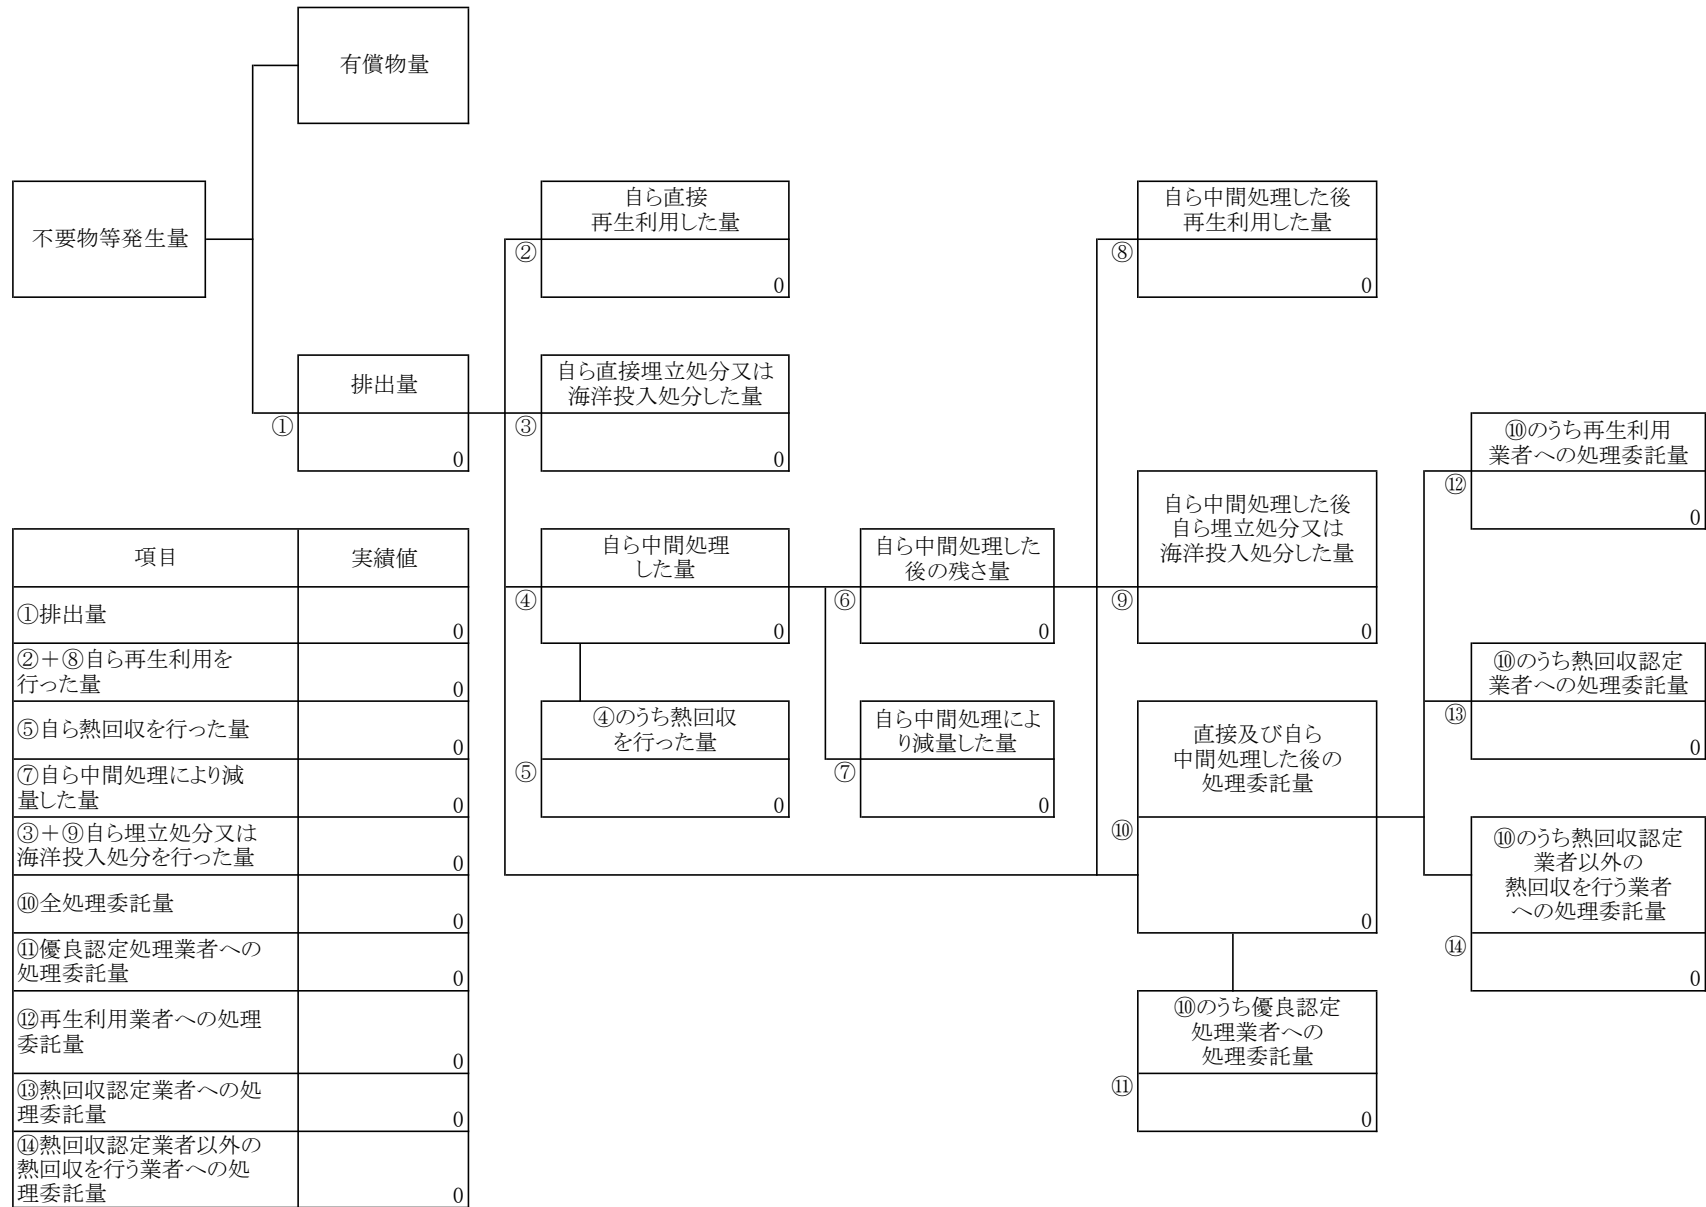 有償物量
不要物等発生量
自ら直接
再生利用した量
②
0
自ら中間処理した後
再生利用した量
⑧
0
排出量
①
0
自ら直接埋立処分又は
海洋投入処分した量
③
0
⑩のうち再生利用
業者への処理委託量
⑫
0
自ら中間処理
した量
④
0
自ら中間処理した
後の残さ量
⑥
0
自ら中間処理した後
自ら埋立処分又は
海洋投入処分した量
⑨
0
⑩のうち熱回収認定
業者への処理委託量
⑬
0
④のうち熱回収
を行った量
⑤
0
自ら中間処理によ
り減量した量
⑦
0
直接及び自ら
中間処理した後の
処理委託量
⑩
0
⑩のうち熱回収認定
業者以外の
熱回収を行う業者
への処理委託量
⑭
0
⑩のうち優良認定
処理業者への
処理委託量
⑪
0
項目 実績値
①排出量
0
②＋⑧自ら再生利用を
行った量
0
⑤自ら熱回収を行った量
0
⑦自ら中間処理により減
量した量
0
③＋⑨自ら埋立処分又は
海洋投入処分を行った量
0
⑩全処理委託量
0
⑪優良認定処理業者への
処理委託量
0
⑫再生利用業者への処理
委託量
0
⑬熱回収認定業者への処
理委託量
0
⑭熱回収認定業者以外の
熱回収を行う業者への処
理委託量
0